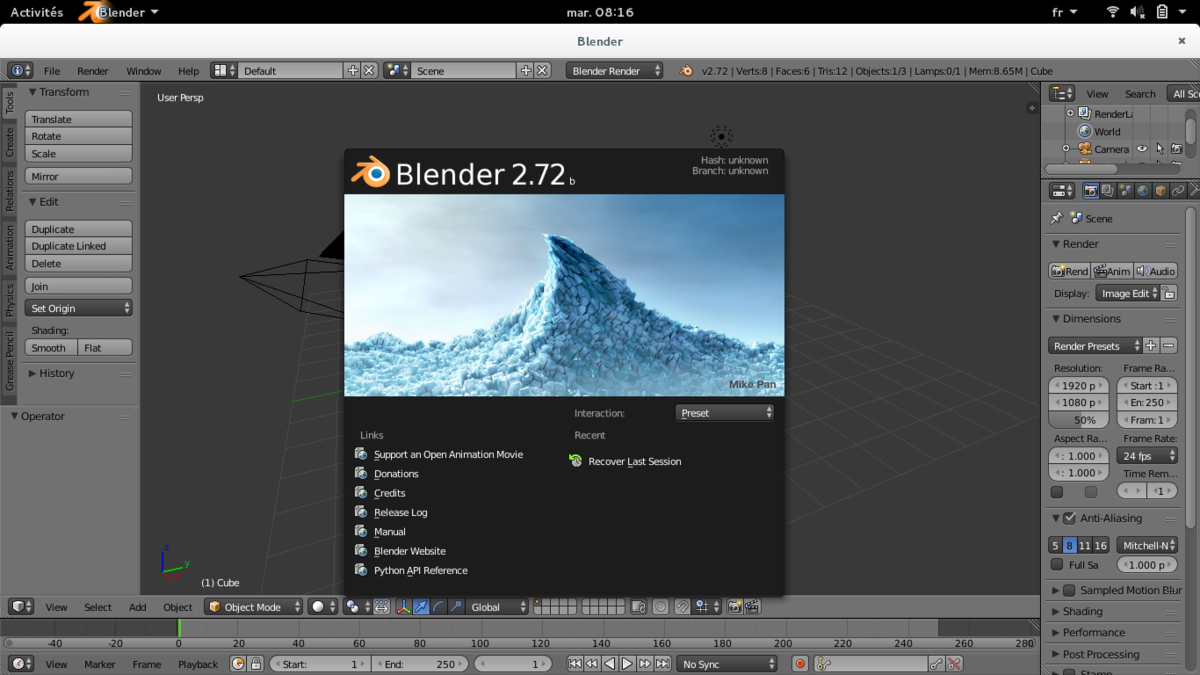 Activités Blender mar. 08:16 fr
Blender
File Render Window Help Default Scene Blender Render v2.72 | Verts:8 | Faces:6 | Tris:12 | Objects:1/3 | Lamps:0/1 | Mem:8.65M | Cube
Tools
Create
Relations
Animation
Physics
Grease Pencil
Transform
Translate
Rotate
Scale
Mirror
Edit
Duplicate
Duplicate Linked
Delete
Join
Set Origin
Shading:
Smooth Flat
History
Operator
User Persp
Blender 2.72 b
Hash: unknown
Branch: unknown
Mike Pan
Interaction: Preset
Links
Support an Open Animation Movie
Donations
Credits
Release Log
Manual
Blender Website
Python API Reference
Recent
Recover Last Session
z
y
(1) Cube
View Search All Sc
RenderL
World
Camera
Scene
Render
Rend Anim Audio
Display: Image Edit
Dimensions
Render Presets
Resolution: Frame Ra...
1920 p Start :1
1080 p En: 250
50% Fram: 1
Aspect Ra... Frame Rate:
: 1.000 24 fps
: 1.000 Time Rem...
1
Anti-Aliasing
5 8 11 16 Mitchell-N
Full Sa 1.000 p
Sampled Motion Blur
Shading
Performance
Post Processing
Stamp
View Select Add Object Object Mode Global
-40 -20 0 20 40 60 80 100 120 140 160 180 200 220 240 260 280
View Marker Frame Playback Start: 1 End: 250 1 No Sync